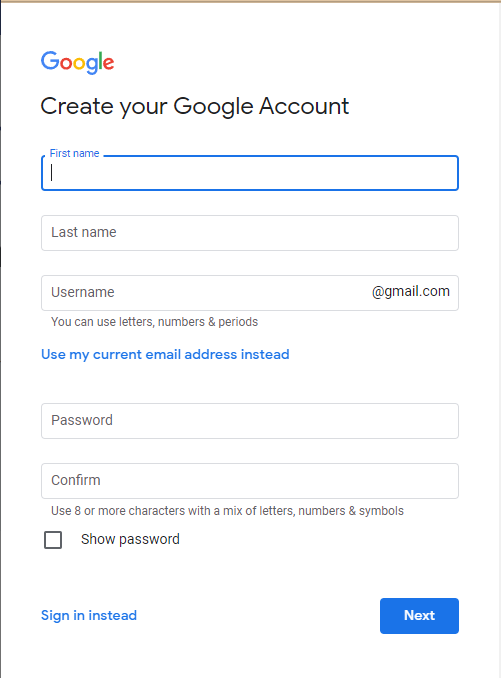 Google
Create your Google Account
First name
Last name
Username @gmail.com
You can use letters, numbers & periods
Use my current email address instead
Password
Confirm
Use 8 or more characters with a mix of letters, numbers & symbols
Show password
Sign in instead Next